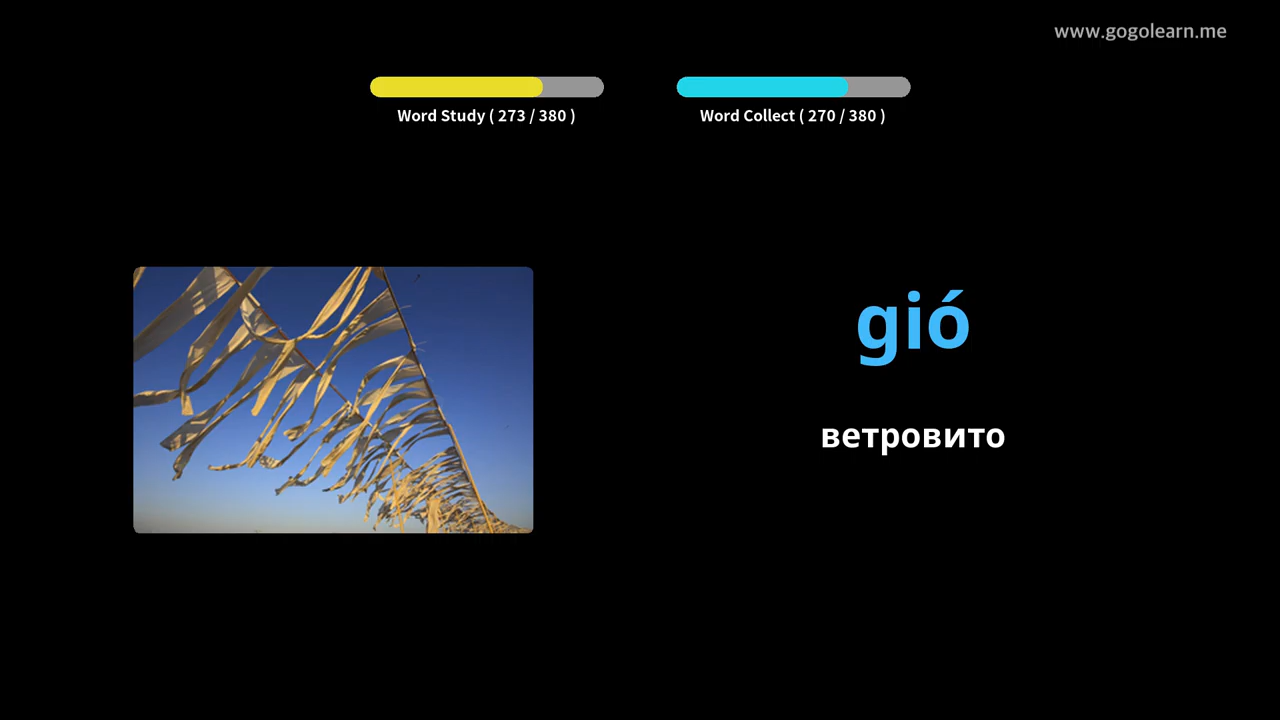 www.gogolearn.me
Word Study ( 273 / 380 )
Word Collect ( 270 / 380 )
gió
ветровито